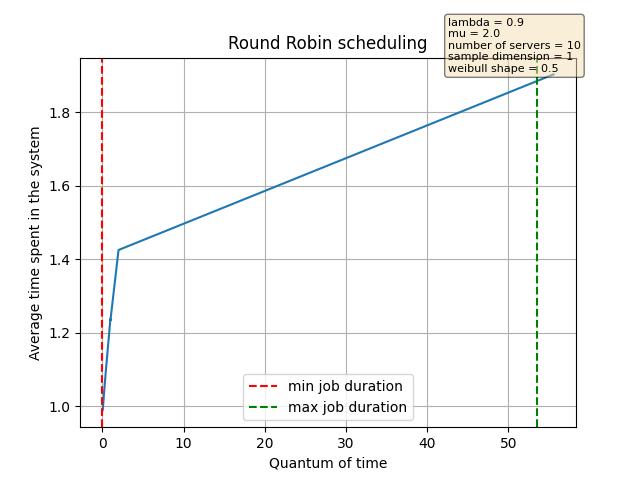 Round Robin scheduling
lambda = 0.9
mu = 2.0
number of servers = 10
sample dimension = 1
weibull shape = 0.5
Average time spent in the system
1.8
1.6
1.4
1.2
1.0
min job duration
max job duration
0 10 20 30 40 50
Quantum of time